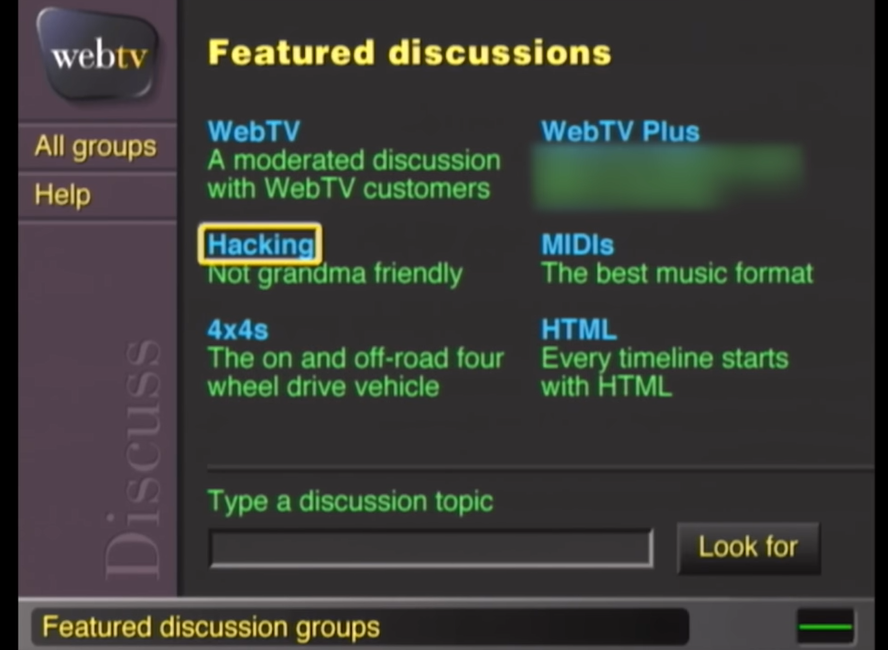 webtv
All groups
Help
Discuss
Featured discussions
WebTV
A moderated discussion
with WebTV customers
WebTV Plus
Hacking
Not grandma friendly
MIDIs
The best music format
4x4s
The on and off-road four
wheel drive vehicle
HTML
Every timeline starts
with HTML
Type a discussion topic
Look for
Featured discussion groups